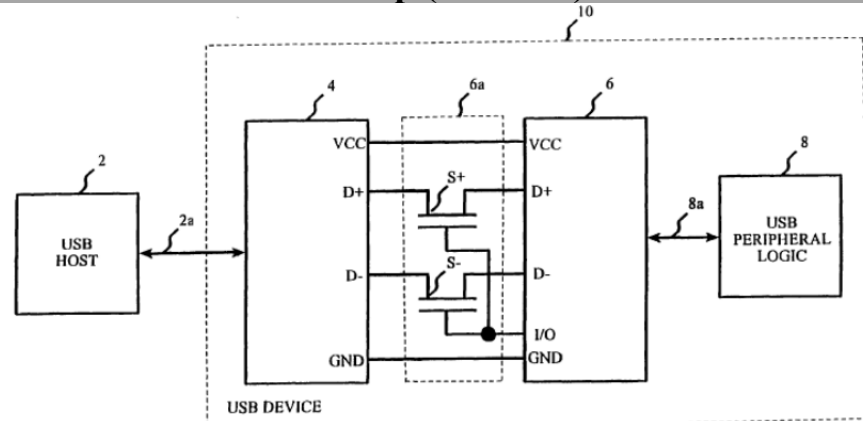 10
4
6a
6
2
8
VCC
VCC
S+
D+
D+
2a
8a
USB
HOST
USB
PERIPHERAL
LOGIC
S-
D-
D-
I/O
GND
GND
USB DEVICE